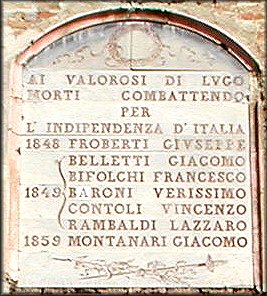 AI VALOROSI DI LVGO
MORTI COMBATTENDO
PER
L'INDIPENDENZA D'ITALIA
1848 FROBERTI GIVSEPPE
BELLETTI GIACOMO
BIFOLCHI FRANCESCO
1849 BARONI VERISSIMO
CONTOLI VINCENZO
RAMBALDI LAZZARO
1859 MONTANARI GIACOMO